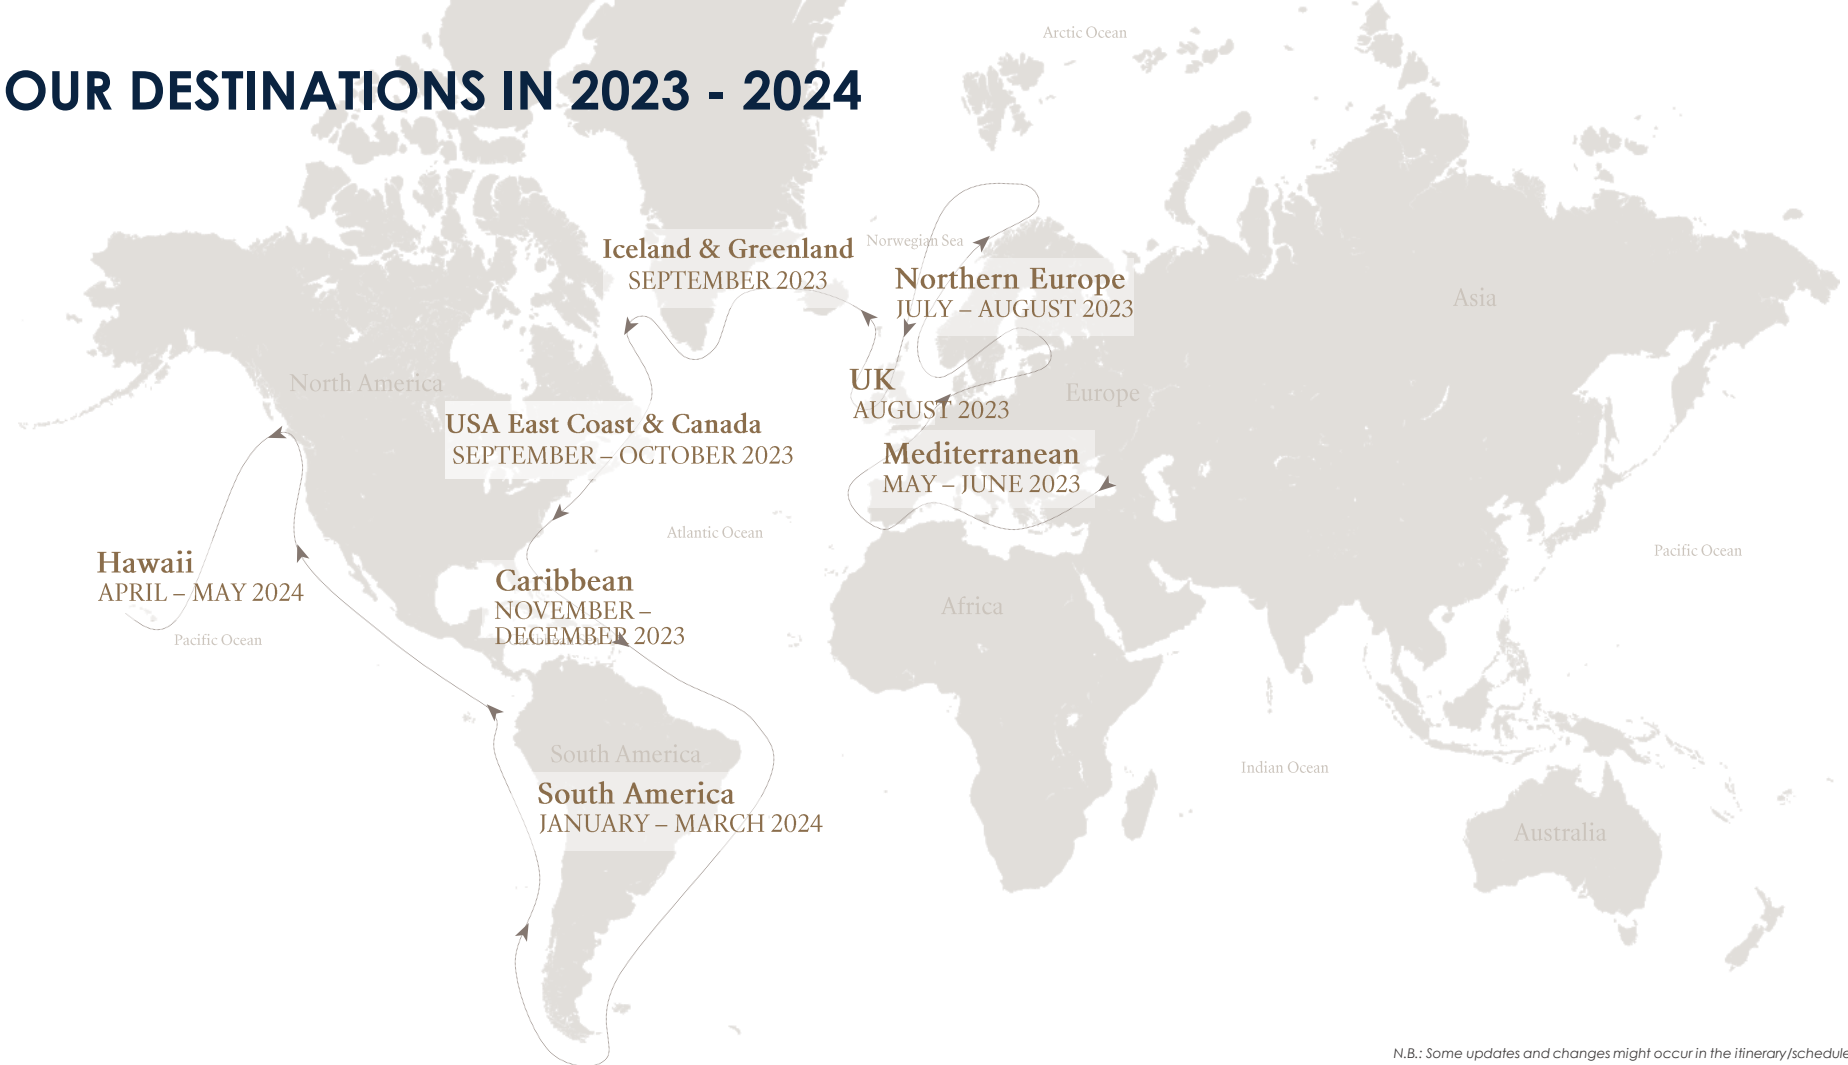 Arctic Ocean
OUR DESTINATIONS IN 2023 - 2024
Norwegian Sea
Iceland & Greenland
SEPTEMBER 2023
Northern Europe
JULY – AUGUST 2023
Asia
North America
UK
AUGUST 2023
Europe
USA East Coast & Canada
SEPTEMBER – OCTOBER 2023
Mediterranean
MAY – JUNE 2023
Atlantic Ocean
Pacific Ocean
Hawaii
APRIL – MAY 2024
Caribbean
NOVEMBER –
DECEMBER 2023
Caribbean Sea
Africa
Pacific Ocean
South America
South America
JANUARY – MARCH 2024
Indian Ocean
Australia
N.B.: Some updates and changes might occur in the itinerary/schedule